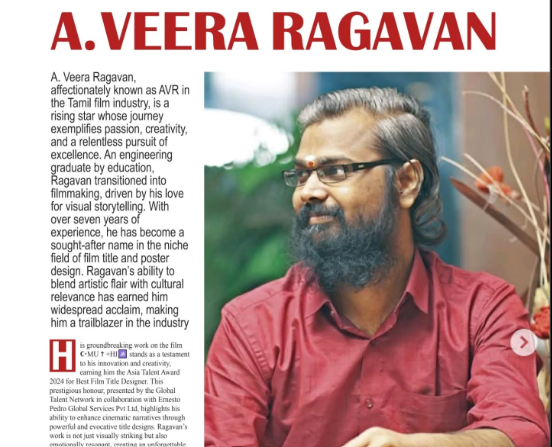 A. VEERA RAGAVAN
A. Veera Ragavan,
affectionately known as AVR in
the Tamil film industry, is a
rising star whose journey
exemplifies passion, creativity,
and a relentless pursuit of
excellence. An engineering
graduate by education,
Ragavan transitioned into
filmmaking, driven by his love
for visual storytelling. With
over seven years of
experience, he has become a
sought-after name in the niche
field of film title and poster
design. Ragavan's ability to
blend artistic flair with cultural
relevance has earned him
widespread acclaim, making
him a trailblazer in the industry
His groundbreaking work on the film
stands as a testament
to his innovation and creativity,
earning him the Asia Talent Award
2024 for Best Film Title Designer. This
prestigious honour, presented by the Global
Talent Network in collaboration with Ernesto
Pedro Global Services Pvt Ltd, highlights his
ability to enhance cinematic narratives through
powerful and evocative title designs. Ragavan's
work is not just visually striking but also
emotionally resonant, creating an unforgettable